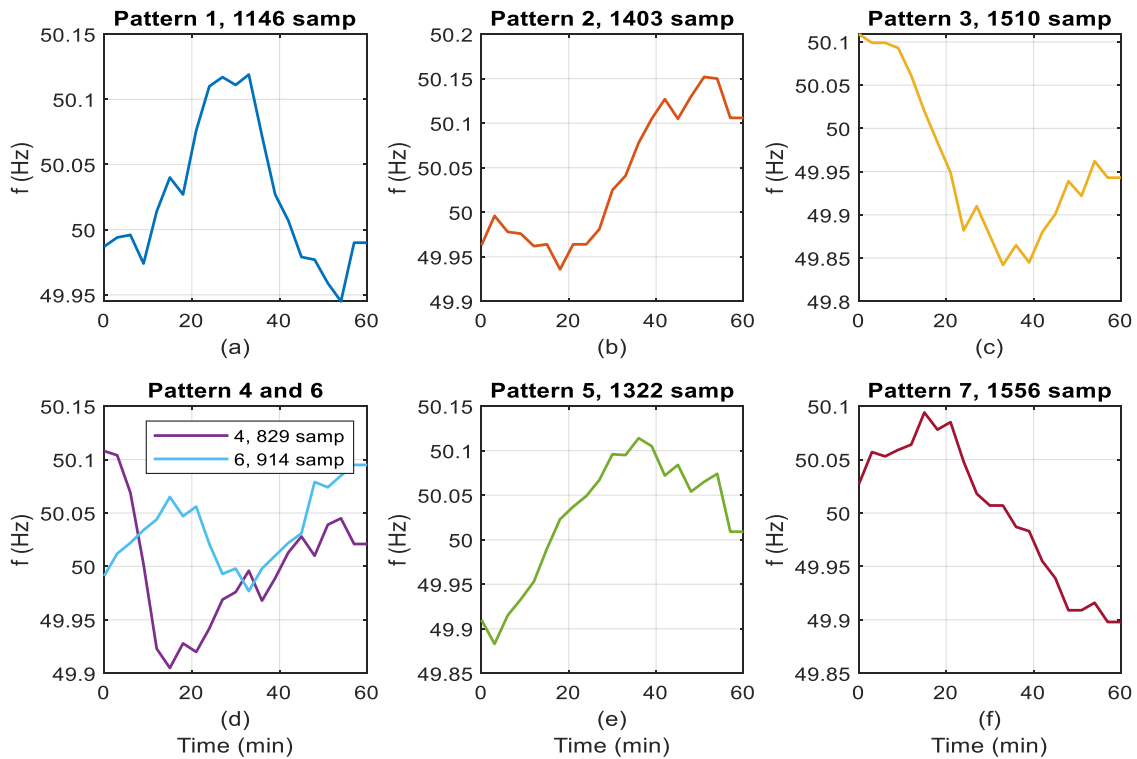 Pattern 1, 1146 samp
50.15
50.1
50.05
50
49.95
f (Hz)
0 20 40 60
(a)
Pattern 2, 1403 samp
50.2
50.15
50.1
50.05
50
49.95
49.9
f (Hz)
0 20 40 60
(b)
Pattern 3, 1510 samp
50.1
50.05
50
49.95
49.9
49.85
49.8
f (Hz)
0 20 40 60
(c)
Pattern 4 and 6
4, 829 samp
6, 914 samp
50.15
50.1
50.05
50
49.95
49.9
f (Hz)
0 20 40 60
(d)
Time (min)
Pattern 5, 1322 samp
50.15
50.1
50.05
50
49.95
49.9
49.85
f (Hz)
0 20 40 60
(e)
Time (min)
Pattern 7, 1556 samp
50.1
50.05
50
49.95
49.9
49.85
f (Hz)
0 20 40 60
(f)
Time (min)